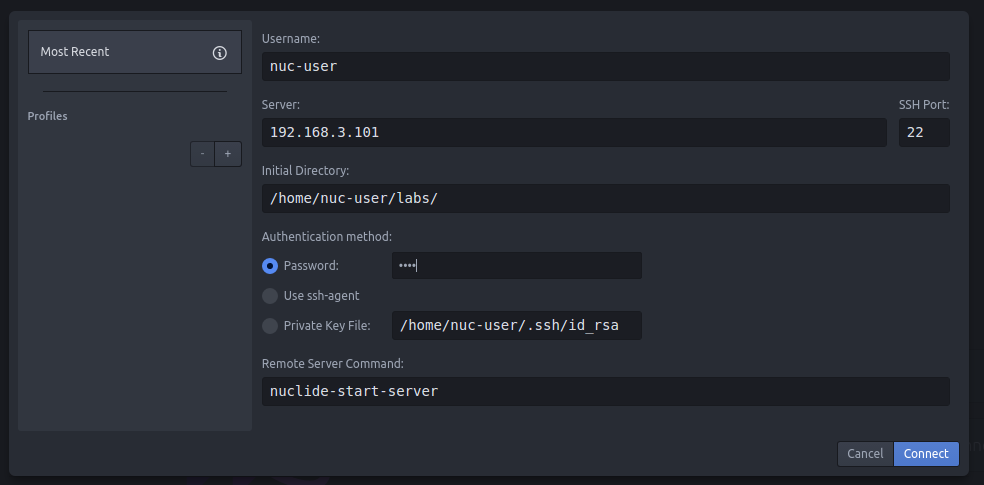 Most Recent
Profiles
-
+
Username:
nuc-user
Server:
SSH Port:
192.168.3.101
22
Initial Directory:
/home/nuc-user/labs/
Authentication method:
Password:
••••
Use ssh-agent
Private Key File:
/home/nuc-user/.ssh/id_rsa
Remote Server Command:
nuclide-start-server
Cancel
Connect